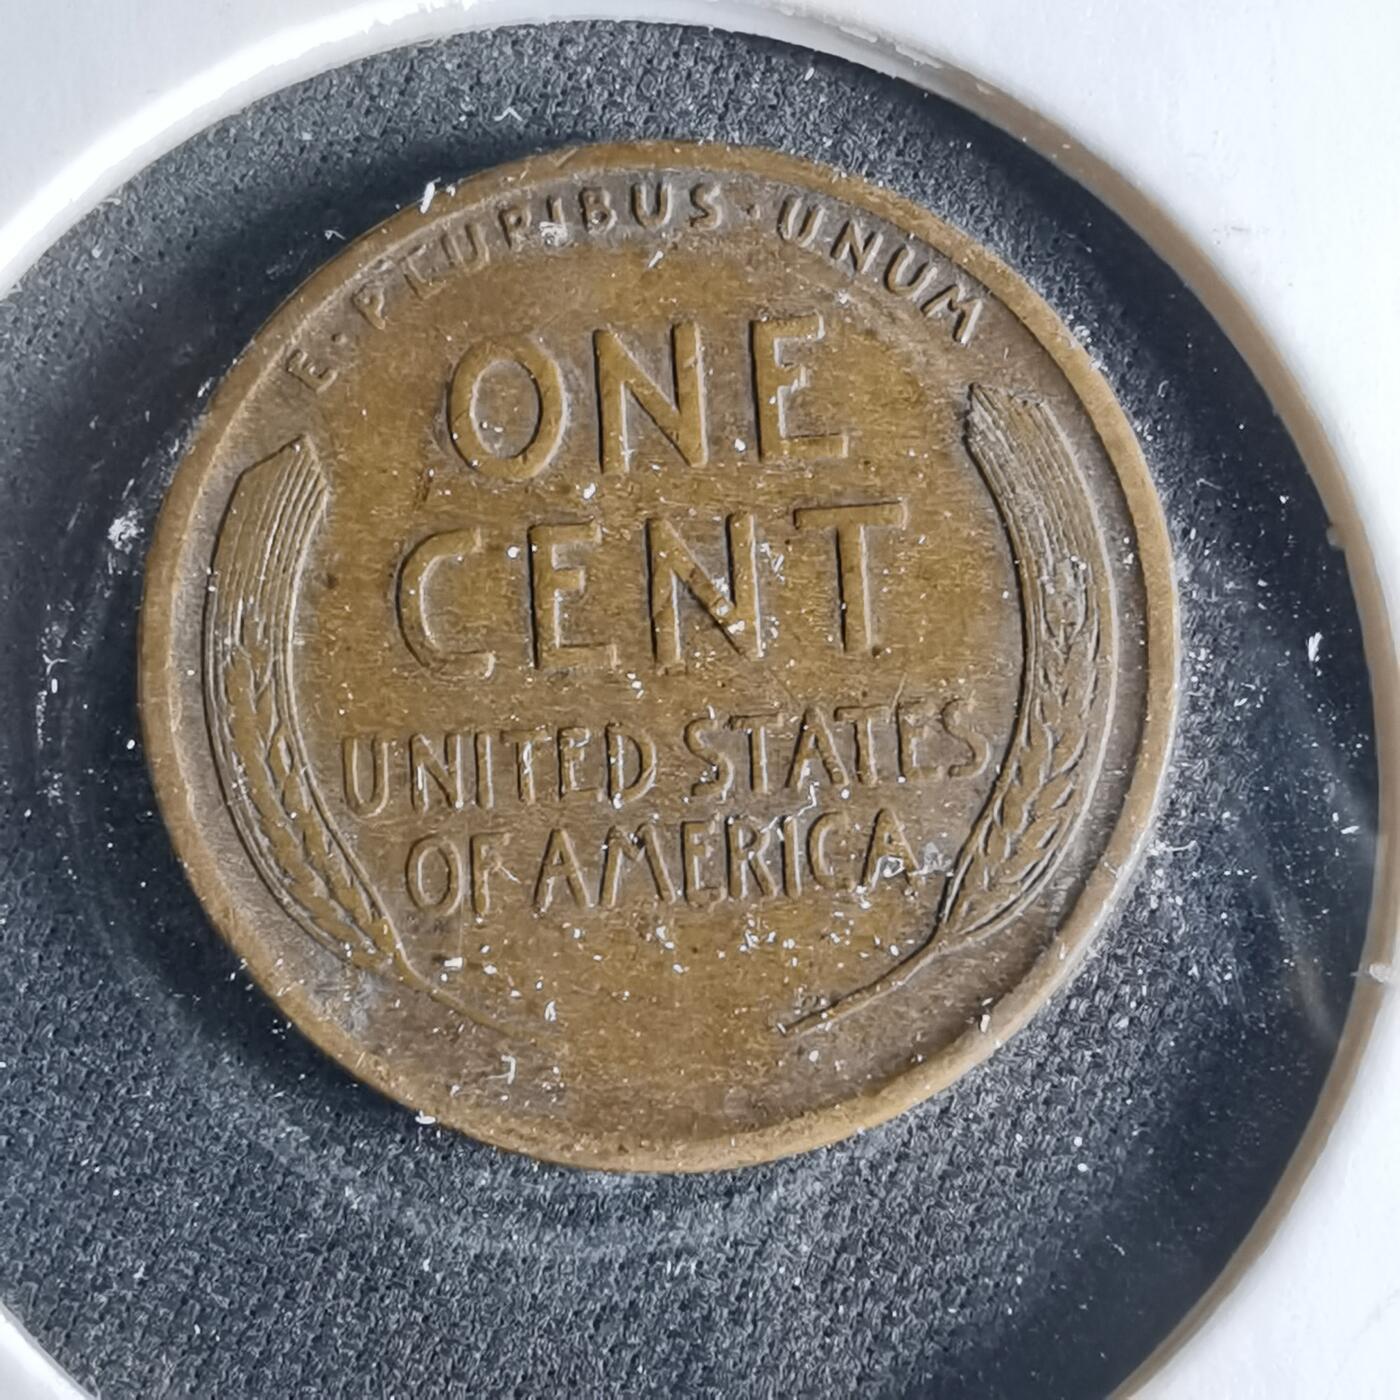 E·PLURIBUS·UNUM
ONE
CENT
UNITED STATES
OF AMERICA